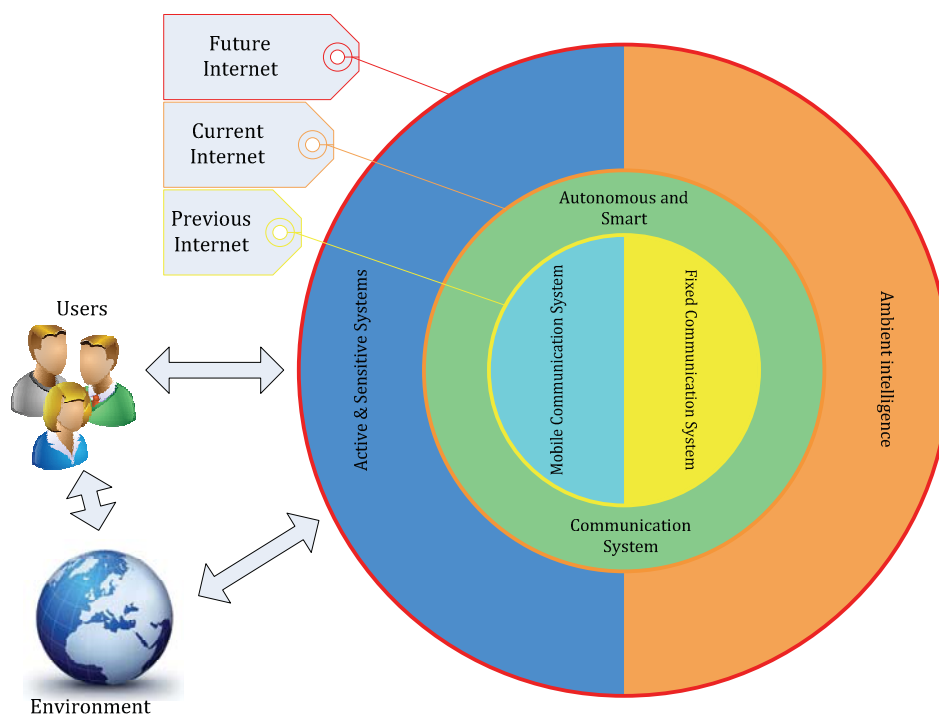 Future
Internet
Current
Internet
Previous
Internet
Users
Environment
Active & Sensitive Systems
Autonomous and
Smart
Mobile Communication System
Fixed Communication System
Communication
System
Ambient intelligence